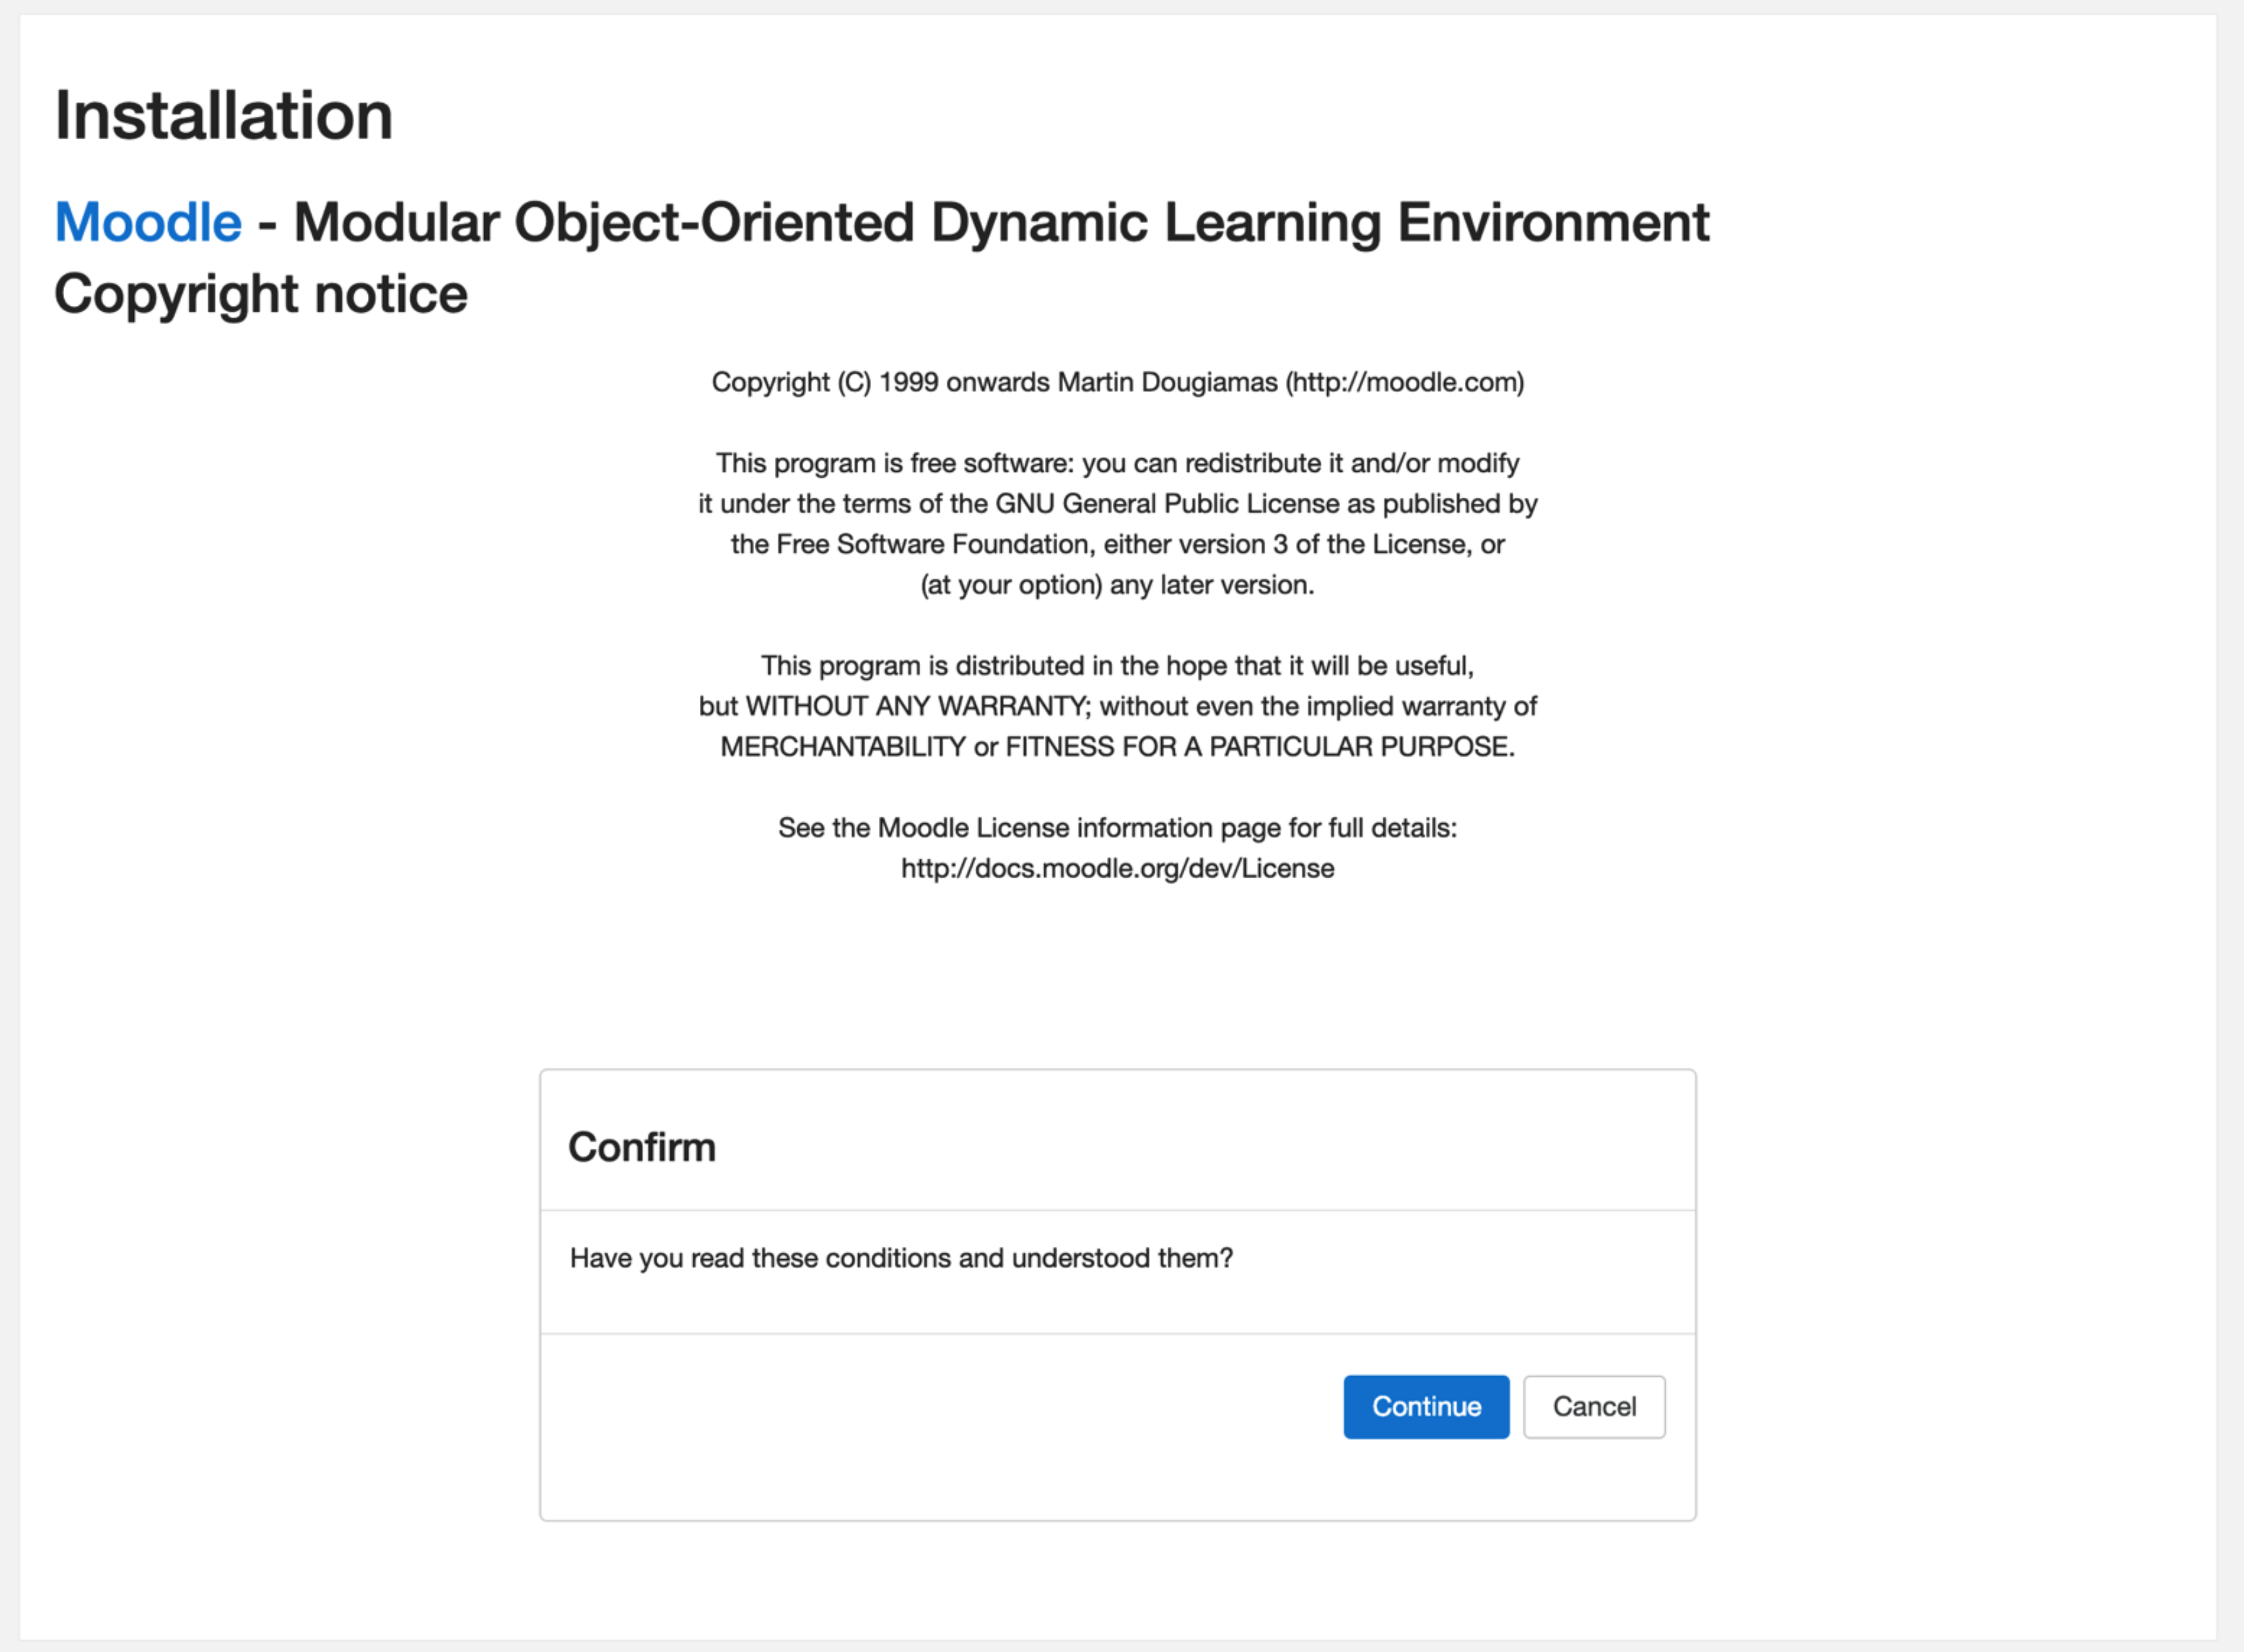 Installation
Moodle - Modular Object-Oriented Dynamic Learning Environment
Copyright notice
Copyright (C) 1999 onwards Martin Dougiamas (http://moodle.com)
This program is free software: you can redistribute it and/or modify
it under the terms of the GNU General Public License as published by
the Free Software Foundation, either version 3 of the License, or
(at your option) any later version.
This program is distributed in the hope that it will be useful,
but WITHOUT ANY WARRANTY; without even the implied warranty of
MERCHANTABILITY or FITNESS FOR A PARTICULAR PURPOSE.
See the Moodle License information page for full details:
http://docs.moodle.org/dev/License
Confirm
Have you read these conditions and understood them?
Continue Cancel